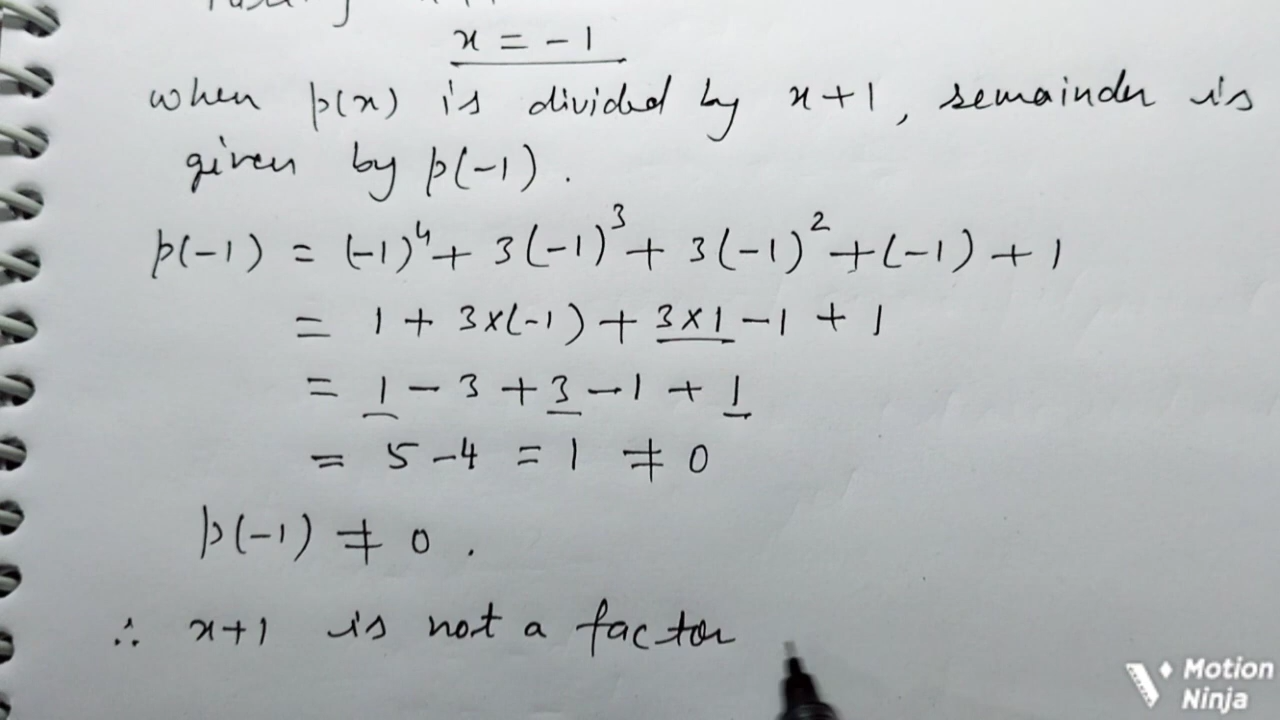 x = -1
when p(x) is divided by x+1, remainder is
given by p(-1).
p(-1) = (-1)⁴ + 3(-1)³ + 3(-1)² + (-1) + 1
= 1 + 3×(-1) + 3×1 - 1 + 1
= 1 - 3 + 3 - 1 + 1
= 5 - 4 = 1 ≠ 0
p(-1) ≠ 0.
∴ x+1 is not a factor
Motion
Ninja